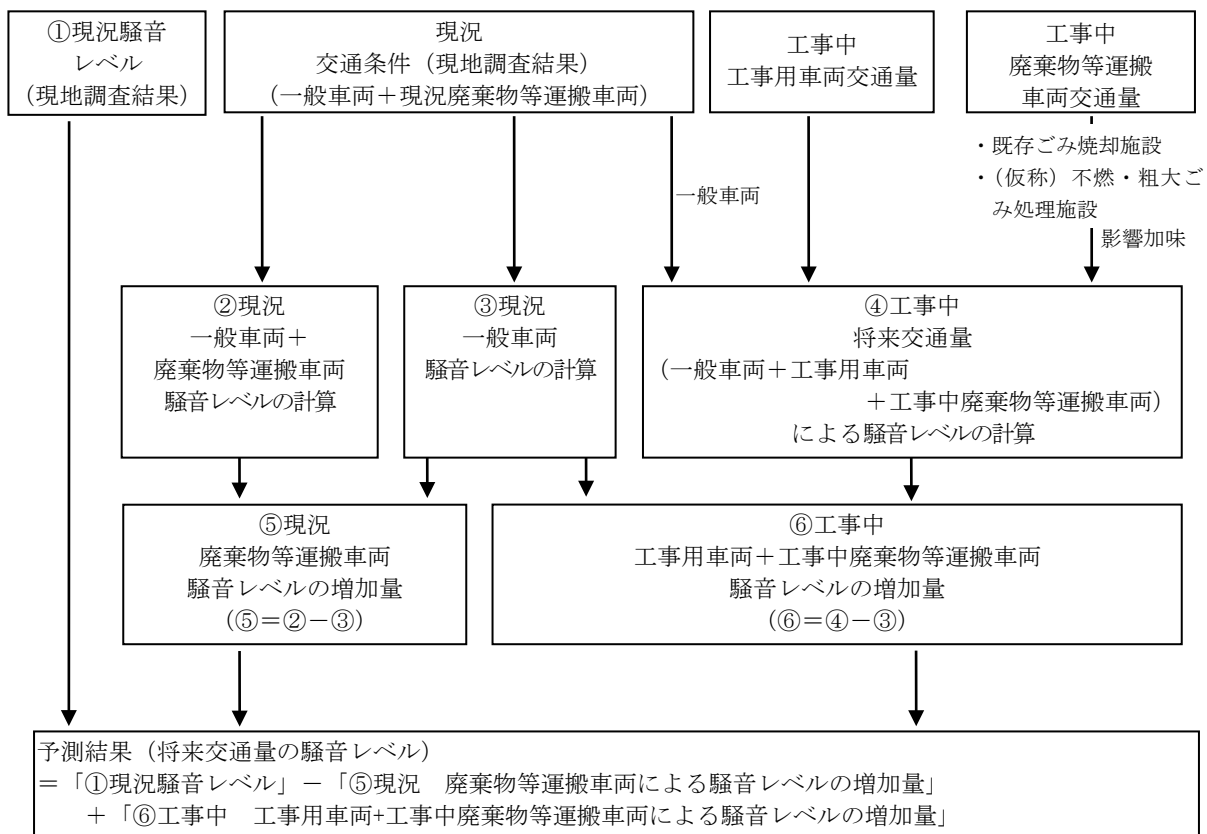 ①現況騒音
レベル
（現地調査結果）
現況
交通条件（現地調査結果）
（一般車両＋現況廃棄物等運搬車両）
工事中
工事用車両交通量
工事中
廃棄物等運搬
車両交通量
・既存ごみ焼却施設
・（仮称）不燃・粗大ご
み処理施設
一般車両
影響加味
②現況
一般車両＋
廃棄物等運搬車両
騒音レベルの計算
③現況
一般車両
騒音レベルの計算
④工事中
将来交通量
（一般車両＋工事用車両
＋工事中廃棄物等運搬車両）
による騒音レベルの計算
⑤現況
廃棄物等運搬車両
騒音レベルの増加量
（⑤＝②－③）
⑥工事中
工事用車両＋工事中廃棄物等運搬車両
騒音レベルの増加量
（⑥＝④－③）
予測結果（将来交通量の騒音レベル）
＝「①現況騒音レベル」－「⑤現況　廃棄物等運搬車両による騒音レベルの増加量」
＋「⑥工事中　工事用車両+工事中廃棄物等運搬車両による騒音レベルの増加量」